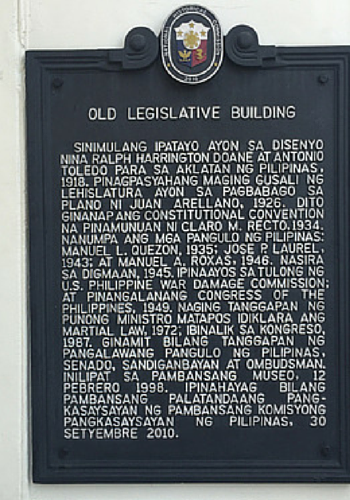 2010
OLD LEGISLATIVE BUILDING
SINIMULANG IPATAYO AYON SA DISENYO
NINA RALPH HARRINGTON DOANE AT ANTONIO
TOLEDO PARA SA AKLATAN NG PILIPINAS,
1918. PINAGPASYAHANG MAGING GUSALI NG
LEHISLATURA AYON SA PAGBABAGO SA
PLANO NI JUAN ARELLANO, 1926. DITO
GINANAP ANG CONSTITUTIONAL CONVENTION
NA PINAMUNUAN NI CLARO M. RECTO,1934.
NANUMPA ANG MGA PANGULO NG PILIPINAS:
MANUEL L. QUEZON, 1935; JOSE P. LAUREL,
1943; AT MANUEL A. ROXAS, 1946. NASIRA
SA DIGMAAN, 1945. IPINAAYOS SA TULONG NG
U.S. PHILIPPINE WAR DAMAGE COMMISSION;
AT PINANGALANANG CONGRESS OF THE
PHILIPPINES, 1949. NAGING TANGGAPAN NG
PUNONG MINISTRO MATAPOS IDIKLARA ANG
MARTIAL LAW, 1972; IBINALIK SA KONGRESO,
1987. GINAMIT BILANG TANGGAPAN NG
PANGALAWANG PANGULO NG PILIPINAS,
SENADO, SANDIGANBAYAN AT OMBUDSMAN.
INILIPAT SA PAMBANSANG MUSEO, 12
PEBRERO 1998. IPINAHAYAG BILANG
PAMBANSANG PALATANDAANG PANG-
KASAYSAYAN NG PAMBANSANG KOMISYONG
PANGKASAYSAYAN NG PILIPINAS, 30
SETYEMBRE 2010.